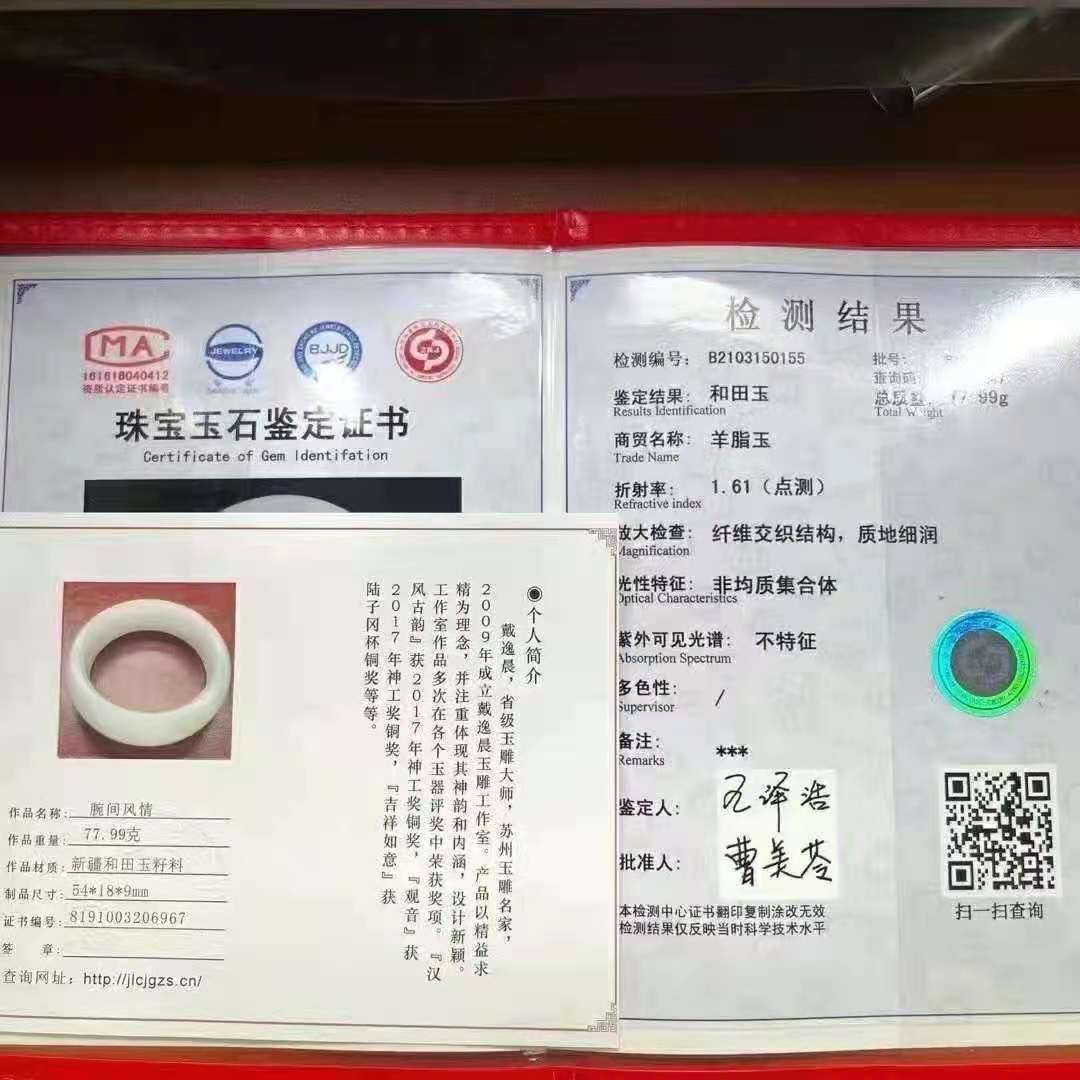 MA
161618040412
资质认定证书编号
JEWELRY
BJJD
珠宝玉石鉴定证书
Certificate of Gem Identifation
检测结果
检测编号: B2103150155
批号:
查询码:
鉴定结果: 和田玉
Results Identification
总质量:
Total Weight
商贸名称: 羊脂玉
Trade Name
折射率: 1.61（点测）
Refractive index
放大检查: 纤维交织结构，质地细润
Magnification
光性特征: 非均质集合体
Optical Characteristics
紫外可见光谱: 不特征
Absorption Spectrum
多色性: /
Supervisor
备注: ***
Remarks
鉴定人: 孔泽浩
批准人: 曹美苓
本检测中心证书翻印复制涂改无效
检测结果仅反映当时科学技术水平
扫一扫查询
◉个人简介
戴逸晨，省级玉雕大师，苏州玉雕名家，
2009年成立戴逸晨玉雕工作室。产品以精益求
精为理念，并注重体现其神韵和内涵，设计新颖。
工作室作品多次在各个玉器评奖中荣获奖项。『汉
风古韵』获2017年神工奖铜奖，『观音』获
2017年神工奖铜奖，『吉祥如意』获
陆子冈杯铜奖等等。
作品名称: 腕间风情
作品重量: 77.99克
作品材质: 新疆和田玉籽料
制品尺寸: 54*18*9mm
证书编号: 8191003206967
签 章:
查询网址: http://jlcjgzs.cn/